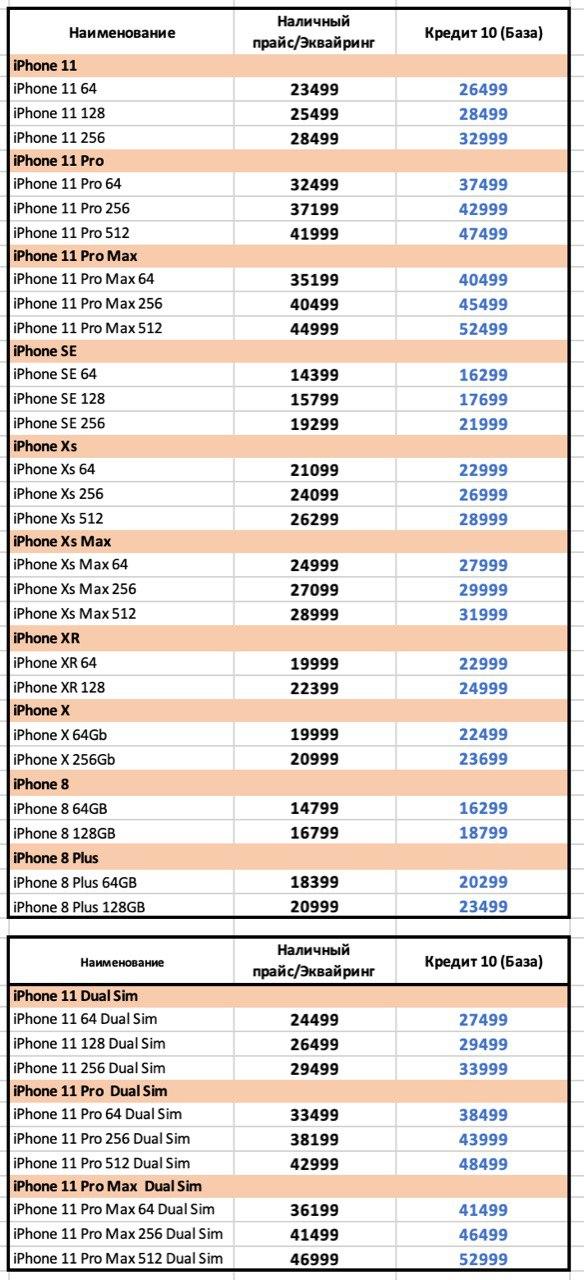 Наименование Наличный прайс/Эквайринг Кредит 10 (База)
iPhone 11
iPhone 11 64 23499 26499
iPhone 11 128 25499 28499
iPhone 11 256 28499 32999
iPhone 11 Pro
iPhone 11 Pro 64 32499 37499
iPhone 11 Pro 256 37199 42999
iPhone 11 Pro 512 41999 47499
iPhone 11 Pro Max
iPhone 11 Pro Max 64 35199 40499
iPhone 11 Pro Max 256 40499 45499
iPhone 11 Pro Max 512 44999 52499
iPhone SE
iPhone SE 64 14399 16299
iPhone SE 128 15799 17699
iPhone SE 256 19299 21999
iPhone Xs
iPhone Xs 64 21099 22999
iPhone Xs 256 24099 26999
iPhone Xs 512 26299 28999
iPhone Xs Max
iPhone Xs Max 64 24999 27999
iPhone Xs Max 256 27099 29999
iPhone Xs Max 512 28999 31999
iPhone XR
iPhone XR 64 19999 22999
iPhone XR 128 22399 24999
iPhone X
iPhone X 64Gb 19999 22499
iPhone X 256Gb 20999 23699
iPhone 8
iPhone 8 64GB 14799 16299
iPhone 8 128GB 16799 18799
iPhone 8 Plus
iPhone 8 Plus 64GB 18399 20299
iPhone 8 Plus 128GB 20999 23499
Наименование Наличный прайс/Эквайринг Кредит 10 (База)
iPhone 11 Dual Sim
iPhone 11 64 Dual Sim 24499 27499
iPhone 11 128 Dual Sim 26499 29499
iPhone 11 256 Dual Sim 29499 33999
iPhone 11 Pro Dual Sim
iPhone 11 Pro 64 Dual Sim 33499 38499
iPhone 11 Pro 256 Dual Sim 38199 43999
iPhone 11 Pro 512 Dual Sim 42999 48499
iPhone 11 Pro Max Dual Sim
iPhone 11 Pro Max 64 Dual Sim 36199 41499
iPhone 11 Pro Max 256 Dual Sim 41499 46499
iPhone 11 Pro Max 512 Dual Sim 46999 52999